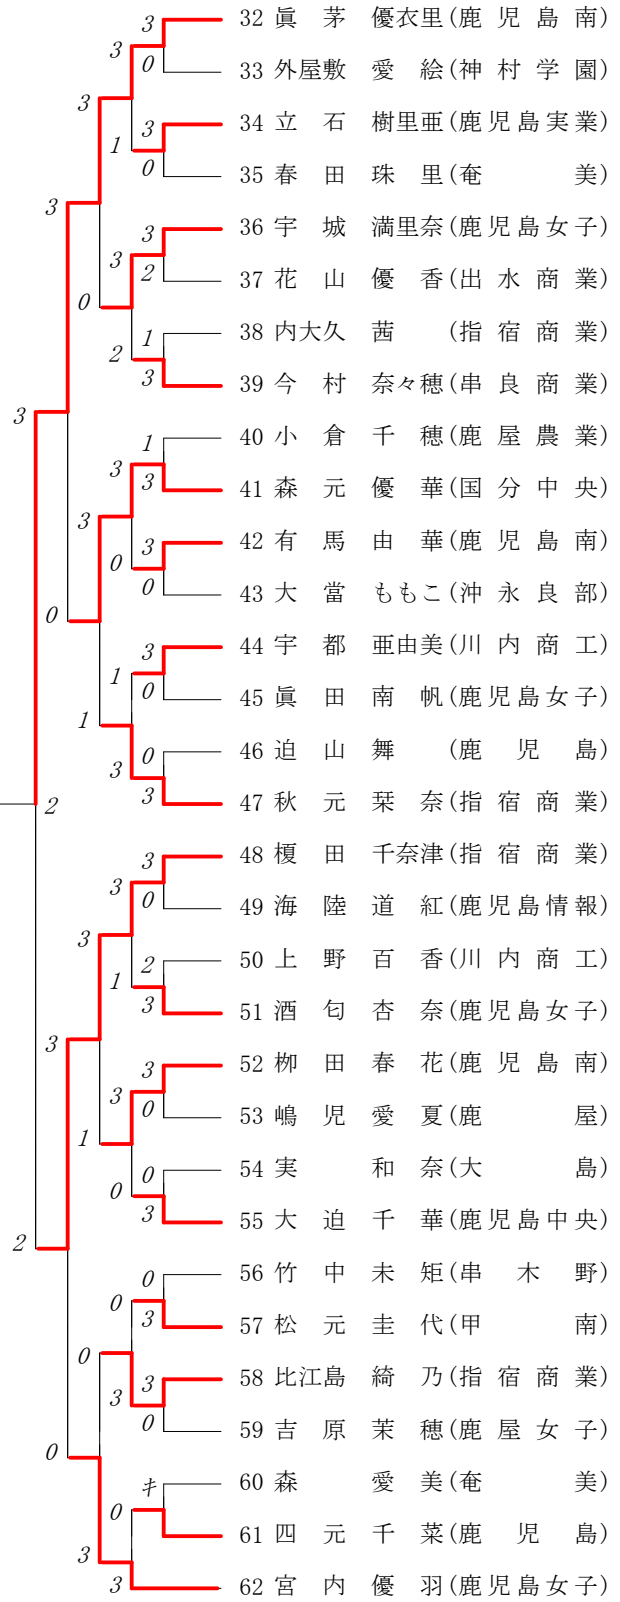 3 32 眞茅 優衣里(鹿児島南)
3
0 33 外屋敷 愛絵(神村学園)
3
3 34 立石 樹里亜(鹿児島実業)
1
0 35 春田 珠里(奄美)
3
3 36 宇城 満里奈(鹿児島女子)
3
2 37 花山 優香(出水商業)
0
1 38 内大久 茜(指宿商業)
2
3 39 今村 奈々穂(串良商業)
3
1 40 小倉 千穂(鹿屋農業)
3
3 41 森元 優華(国分中央)
3
3 42 有馬 由華(鹿児島南)
0
0 43 大當 ももこ(沖永良部)
0
3 44 宇都 亜由美(川内商工)
1
0 45 眞田 南帆(鹿児島女子)
1
0 46 迫山 舞(鹿児島)
3
3 47 秋元 栞奈(指宿商業)
2
3 48 榎田 千奈津(指宿商業)
3
0 49 海陸 道紅(鹿児島情報)
3
2 50 上野 百香(川内商工)
1
3 51 酒匂 杏奈(鹿児島女子)
3
3 52 栁田 春花(鹿児島南)
3
0 53 嶋児 愛夏(鹿屋)
1
0 54 実 和奈(大島)
0
3 55 大迫 千華(鹿児島中央)
2
0 56 竹中 未矩(串木野)
0
3 57 松元 圭代(甲南)
0
3 58 比江島 綺乃(指宿商業)
3
0 59 吉原 茉穂(鹿屋女子)
0
キ 60 森 愛美(奄美)
0
61 四元 千菜(鹿児島)
3
3 62 宮内 優羽(鹿児島女子)